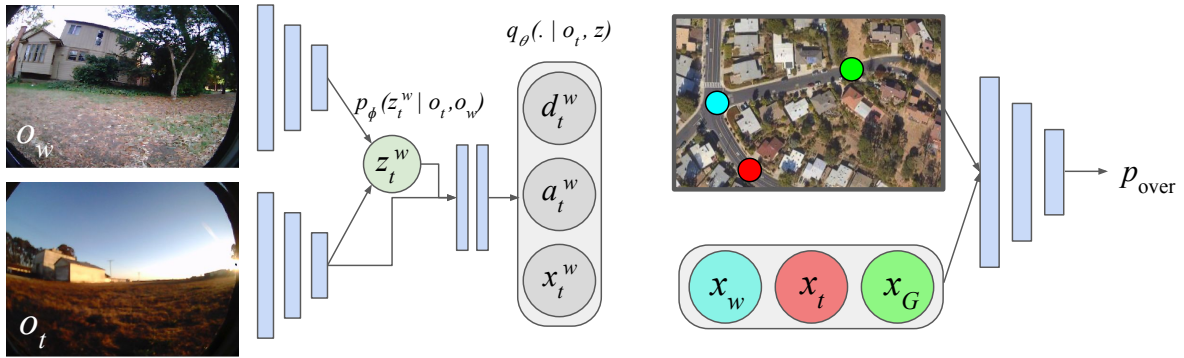 o_w
o_t
p_ϕ(z_t^w | o_t, o_w)
z_t^w
q_θ(. | o_t, z)
d_t^w
a_t^w
x_t^w
x_w
x_t
x_G
p_over